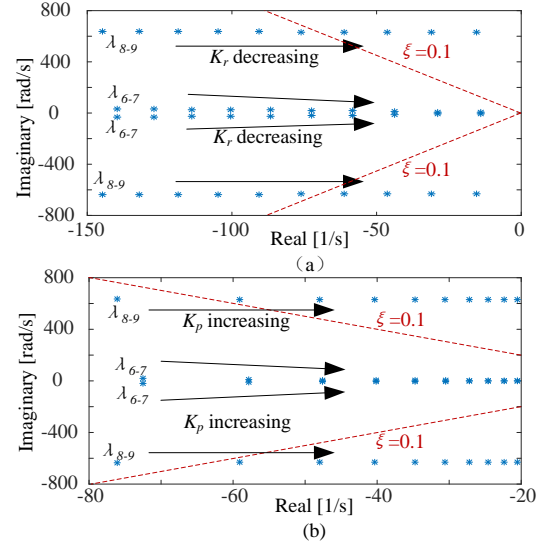 800
λ8-9
Kr decreasing
ξ=0.1
400
λ6-7
0
λ6-7
Kr decreasing
-400
λ8-9
ξ=0.1
-800
Imaginary [rad/s]
-150
-100
-50
0
Real [1/s]
（a）
800
λ8-9
Kp increasing
ξ=0.1
400
λ6-7
0
λ6-7
Kp increasing
-400
λ8-9
ξ=0.1
-800
Imaginary [rad/s]
-80
-60
-40
-20
Real [1/s]
(b)